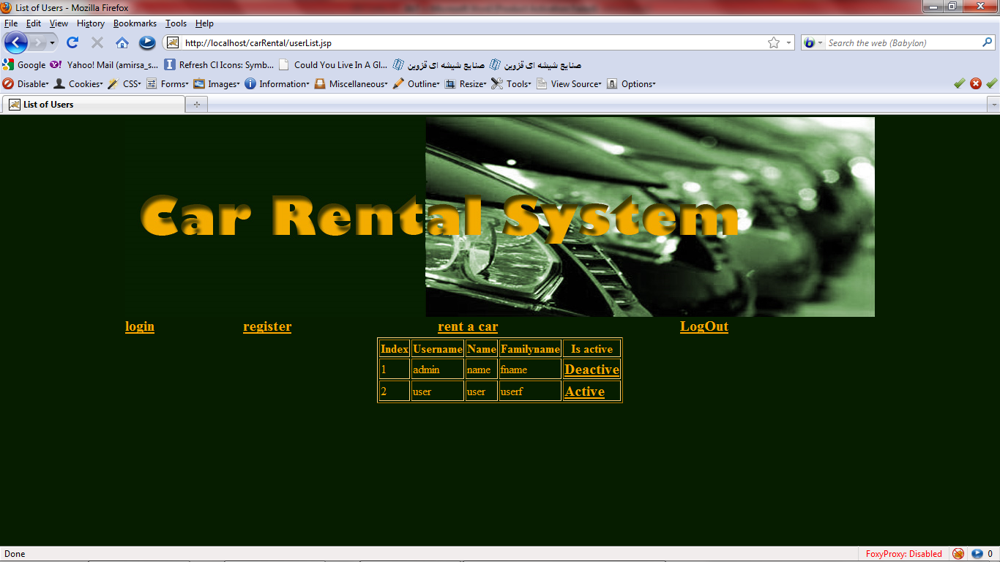 List of Users - Mozilla Firefox
File Edit View History Bookmarks Tools Help
http://localhost/carRental/userList.jsp
Search the web (Babylon)
Google Yahoo! Mail (amirsa_s... Refresh Cl Icons: Symb... Could You Live In A Gl... صنایع شیشه ای قزوین صنایع شیشه ای قزوین
Disable Cookies CSS Forms Images Information Miscellaneous Outline Resize Tools View Source Options
List of Users
Car Rental System
login register rent a car LogOut
Index Username Name Familyname Is active
1 admin name fname Deactive
2 user user userf Active
Done FoxyProxy: Disabled 0